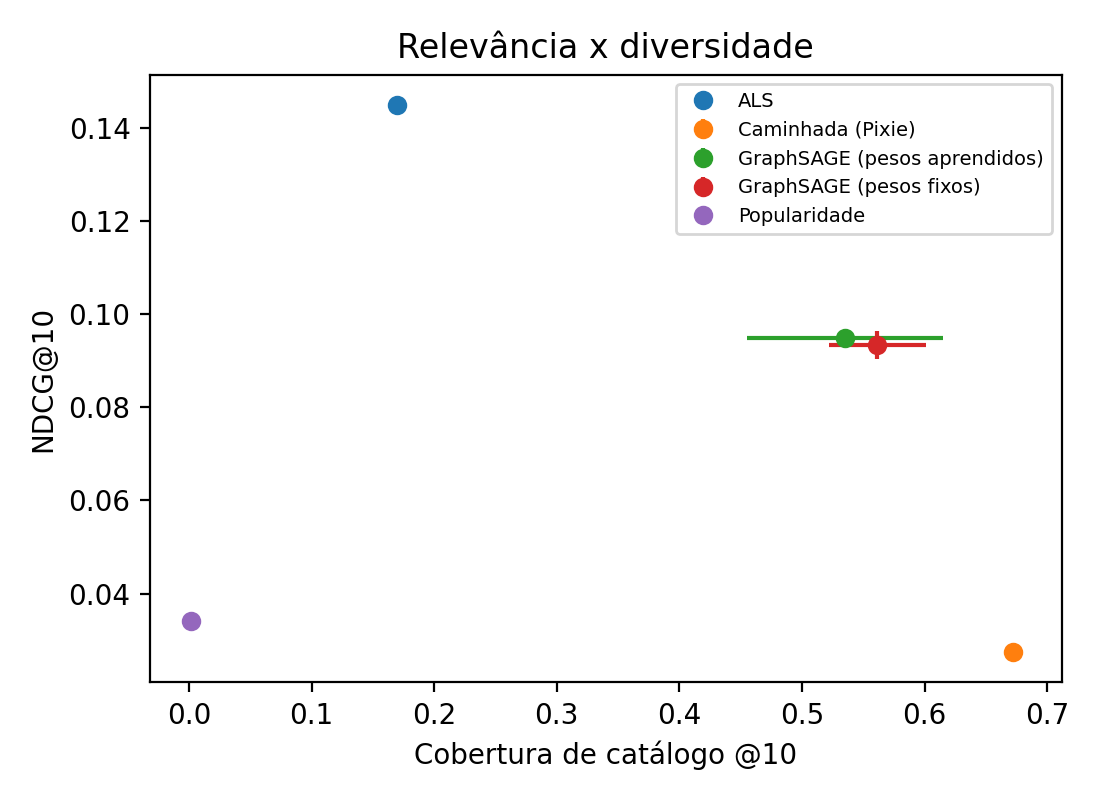 Relevância x diversidade
ALS
Caminhada (Pixie)
GraphSAGE (pesos aprendidos)
GraphSAGE (pesos fixos)
Popularidade
NDCG@10
0.14
0.12
0.10
0.08
0.06
0.04
0.0 0.1 0.2 0.3 0.4 0.5 0.6 0.7
Cobertura de catálogo @10